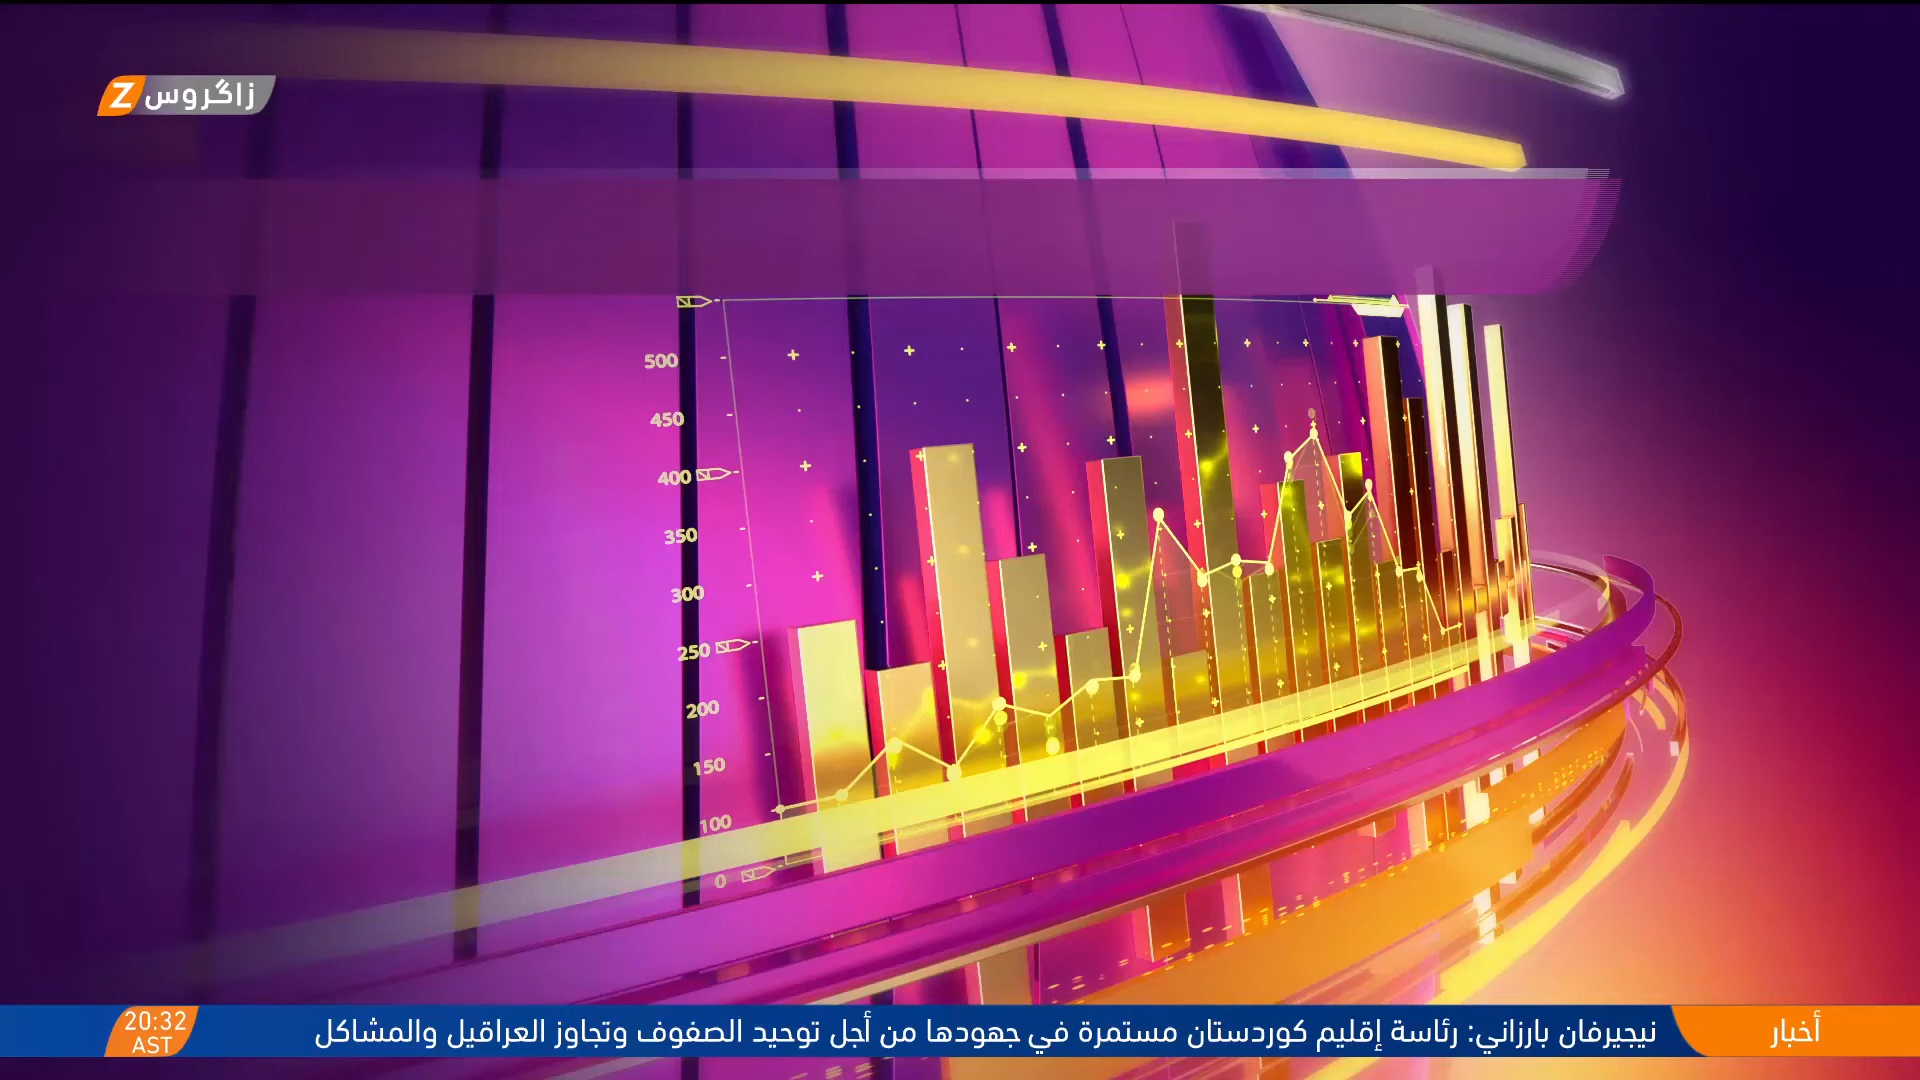 زاگروس Z
500
450
400
350
300
250
200
150
100
0
أخبار
نيجيرفان بارزاني: رئاسة إقليم كوردستان مستمرة في جهودها من أجل توحيد الصفوف وتجاوز العراقيل والمشاكل
20:32
AST